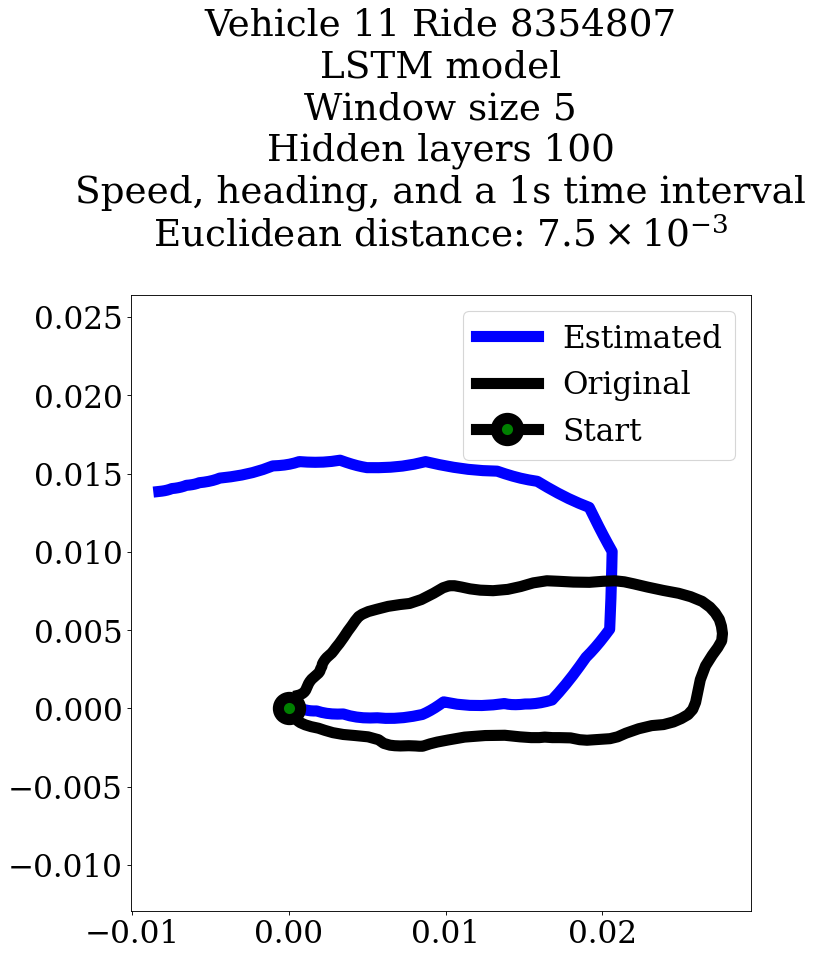 Vehicle 11 Ride 8354807
LSTM model
Window size 5
Hidden layers 100
Speed, heading, and a 1s time interval
Euclidean distance: 7.5 × 10⁻³
Estimated
Original
Start
0.025
0.020
0.015
0.010
0.005
0.000
−0.005
−0.010
−0.01 0.00 0.01 0.02